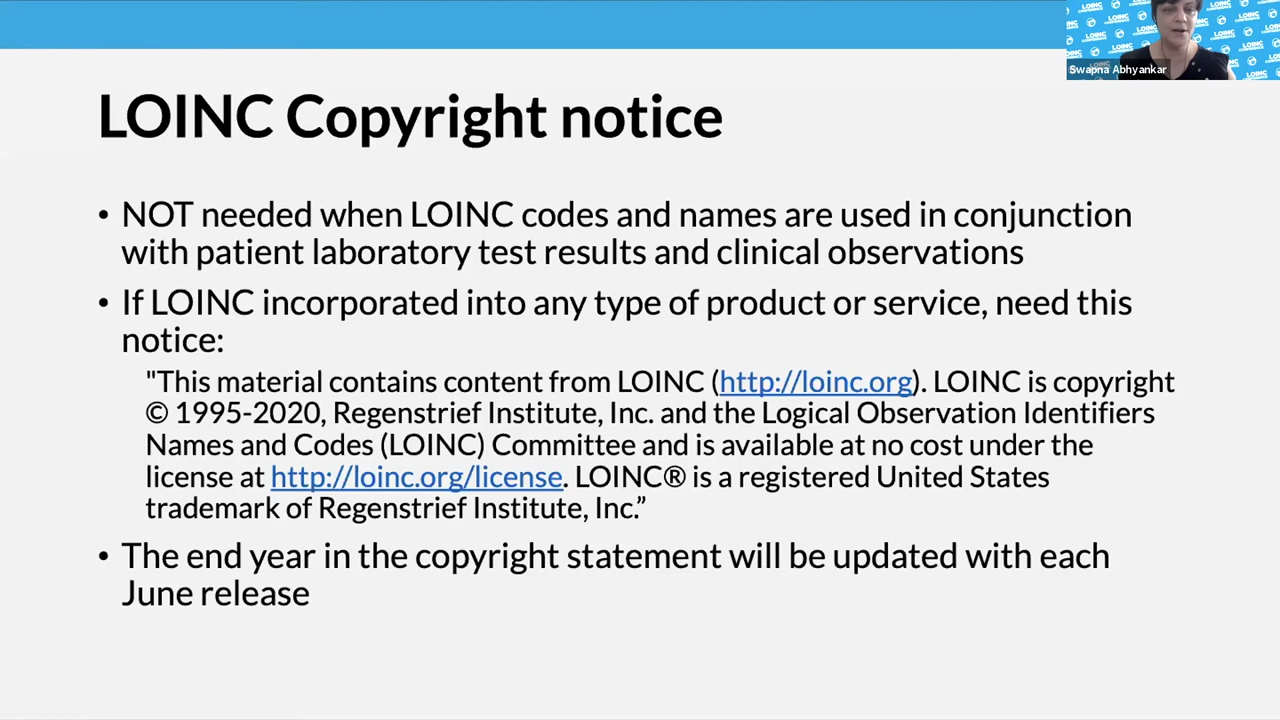 Swapna Abhyankar
LOINC Copyright notice
• NOT needed when LOINC codes and names are used in conjunction
with patient laboratory test results and clinical observations
• If LOINC incorporated into any type of product or service, need this
notice:
"This material contains content from LOINC (http://loinc.org). LOINC is copyright
© 1995-2020, Regenstrief Institute, Inc. and the Logical Observation Identifiers
Names and Codes (LOINC) Committee and is available at no cost under the
license at http://loinc.org/license. LOINC® is a registered United States
trademark of Regenstrief Institute, Inc.”
• The end year in the copyright statement will be updated with each
June release